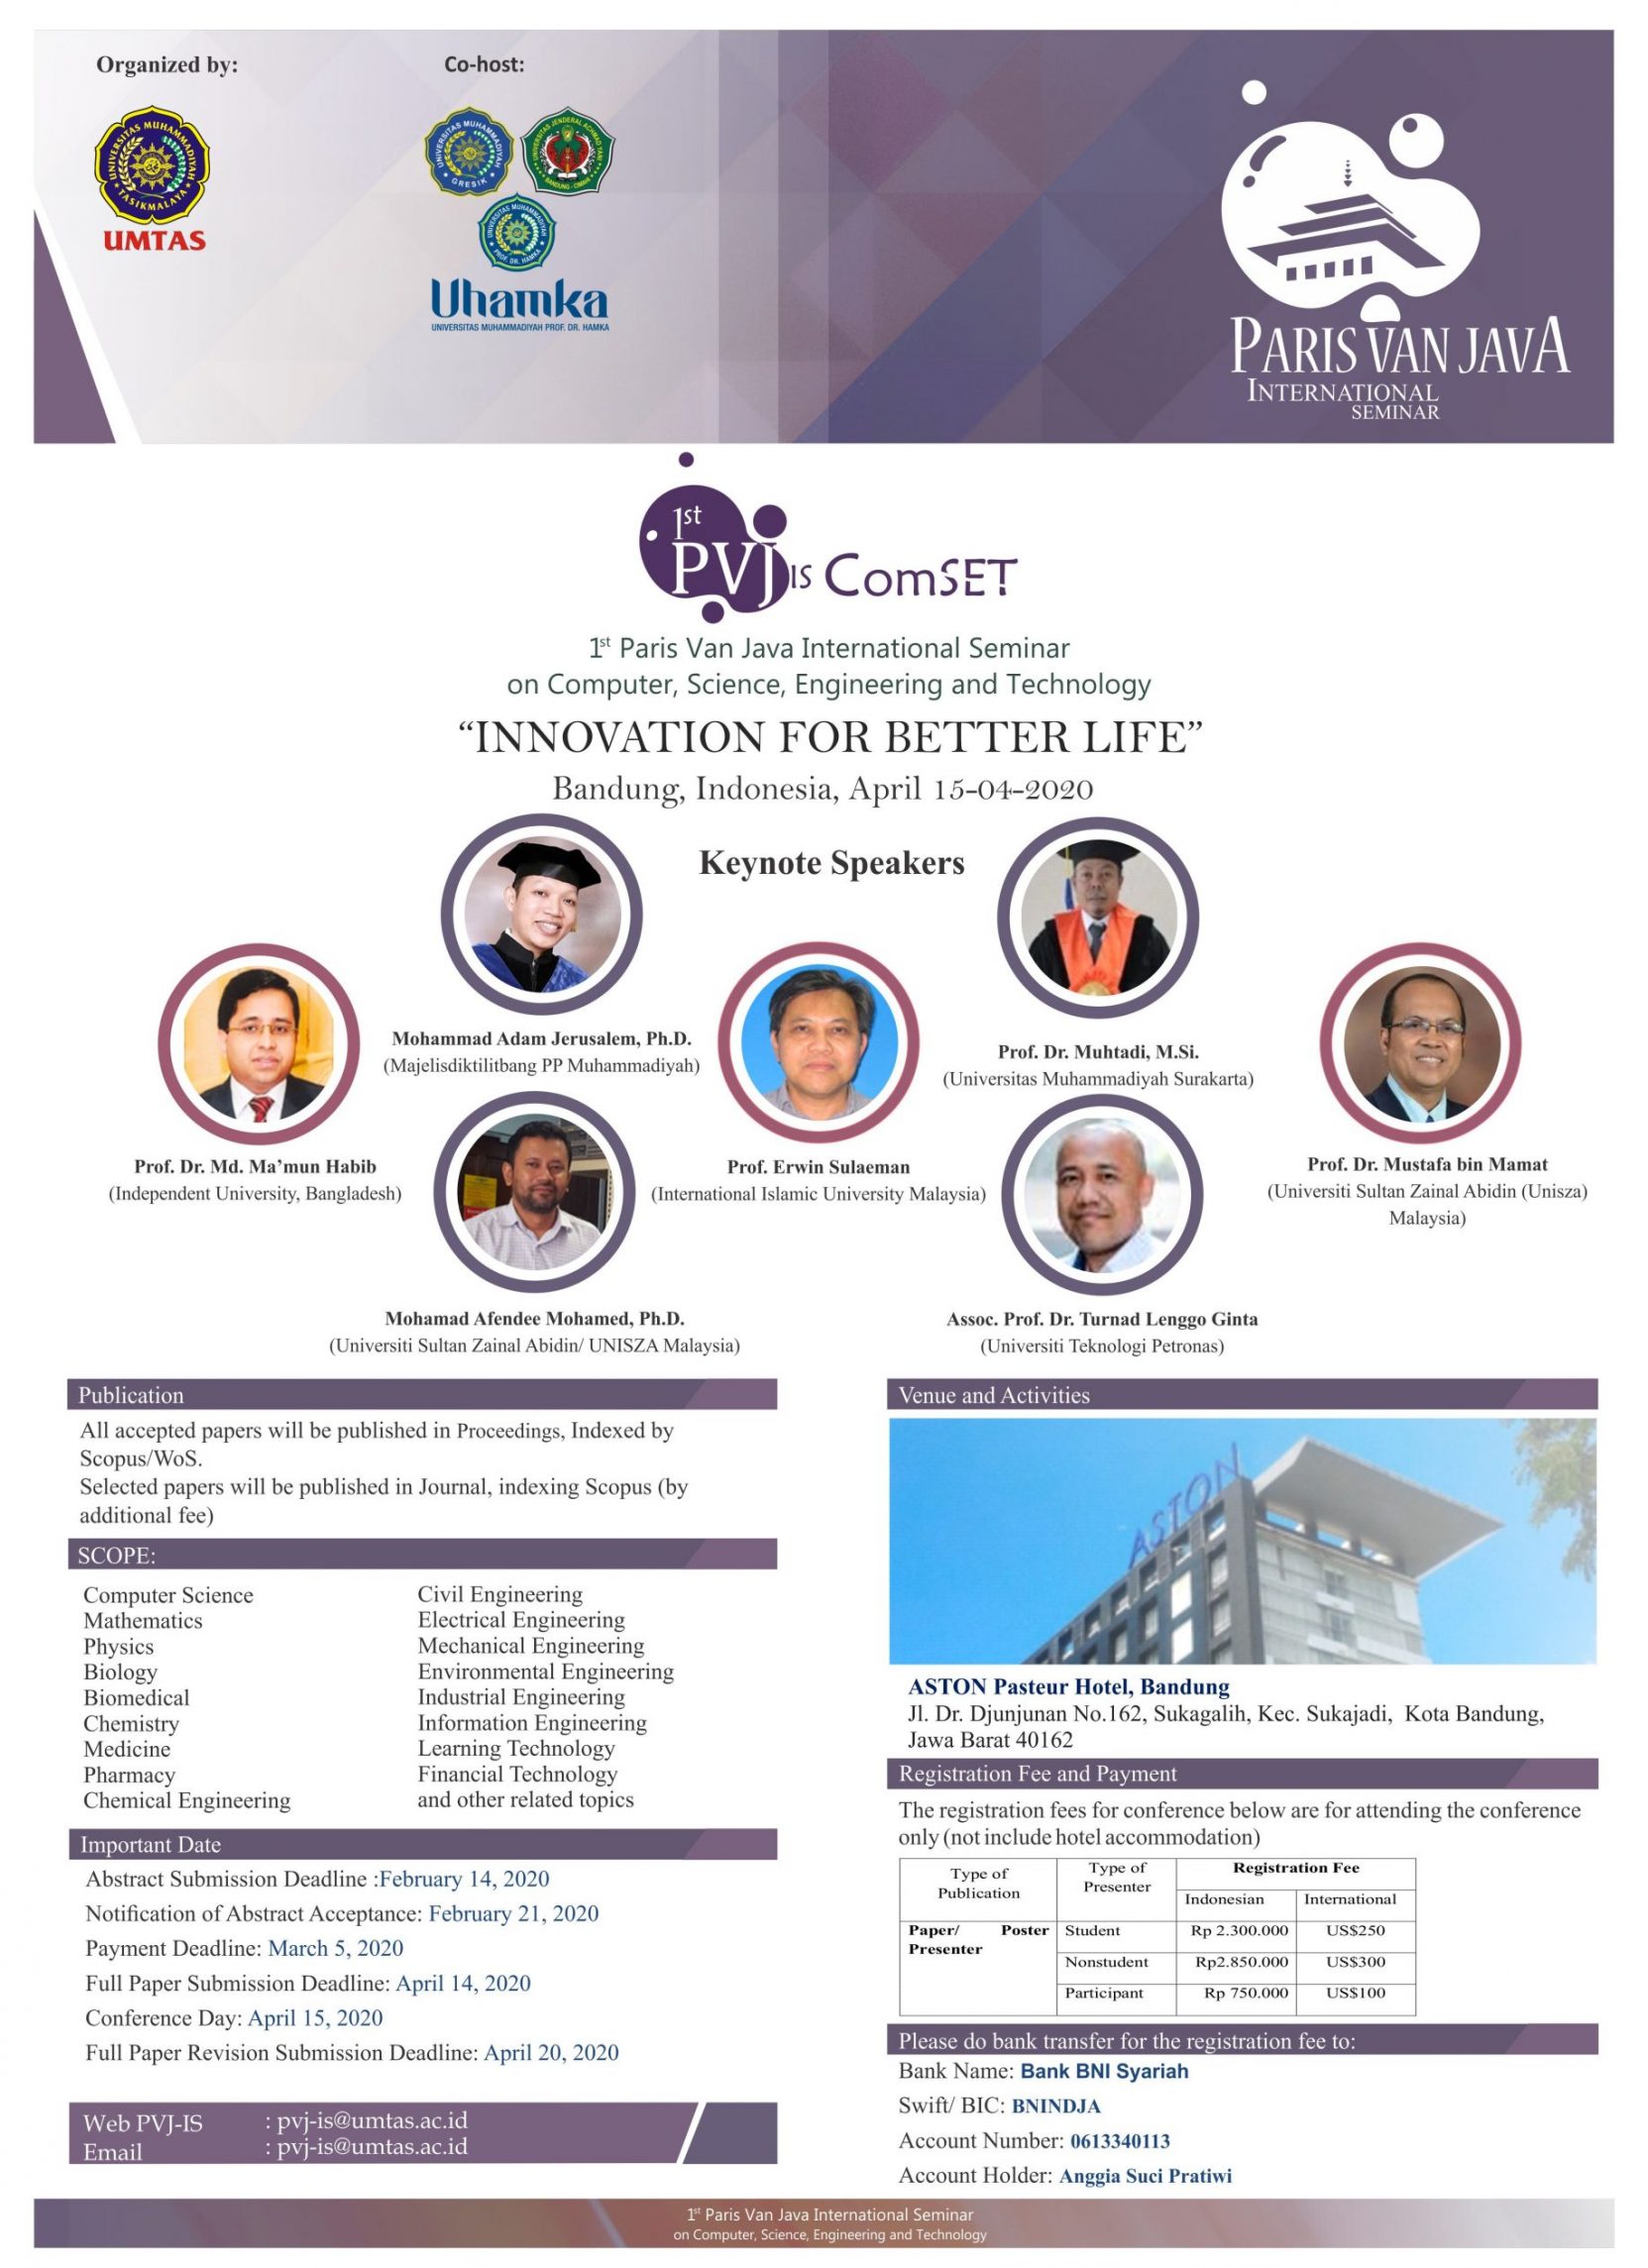 Organized by:
Co-host:
UNIVERSITAS MUHAMMADIYAH
TASIKMALAYA
UMTAS
UNIVERSITAS MUHAMMADIYAH
GRESIK
UNIVERSITAS JENDERAL ACHMAD YANI
BANDUNG - CIMAHI
UNIVERSITAS MUHAMMADIYAH
PROF. DR. HAMKA
Uhamka
UNIVERSITAS MUHAMMADIYAH PROF. DR. HAMKA
PARIS VAN JAVA
INTERNATIONAL
SEMINAR
1st
PVJ IS ComSET
1st Paris Van Java International Seminar
on Computer, Science, Engineering and Technology
“INNOVATION FOR BETTER LIFE”
Bandung, Indonesia, April 15-04-2020
Keynote Speakers
Mohammad Adam Jerusalem, Ph.D.
(Majelisdiktilitbang PP Muhammadiyah)
Prof. Dr. Muhtadi, M.Si.
(Universitas Muhammadiyah Surakarta)
Prof. Dr. Md. Ma’mun Habib
(Independent University, Bangladesh)
Prof. Erwin Sulaeman
(International Islamic University Malaysia)
Prof. Dr. Mustafa bin Mamat
(Universiti Sultan Zainal Abidin (Unisza)
Malaysia)
Mohamad Afendee Mohamed, Ph.D.
(Universiti Sultan Zainal Abidin/ UNISZA Malaysia)
Assoc. Prof. Dr. Turnad Lenggo Ginta
(Universiti Teknologi Petronas)
Publication
All accepted papers will be published in Proceedings, Indexed by
Scopus/WoS.
Selected papers will be published in Journal, indexing Scopus (by
additional fee)
SCOPE:
Computer Science
Mathematics
Physics
Biology
Biomedical
Chemistry
Medicine
Pharmacy
Chemical Engineering
Civil Engineering
Electrical Engineering
Mechanical Engineering
Environmental Engineering
Industrial Engineering
Information Engineering
Learning Technology
Financial Technology
and other related topics
Important Date
Abstract Submission Deadline :February 14, 2020
Notification of Abstract Acceptance: February 21, 2020
Payment Deadline: March 5, 2020
Full Paper Submission Deadline: April 14, 2020
Conference Day: April 15, 2020
Full Paper Revision Submission Deadline: April 20, 2020
Web PVJ-IS : pvj-is@umtas.ac.id
Email : pvj-is@umtas.ac.id
Venue and Activities
ASTON
ASTON Pasteur Hotel, Bandung
Jl. Dr. Djunjunan No.162, Sukagalih, Kec. Sukajadi, Kota Bandung,
Jawa Barat 40162
Registration Fee and Payment
The registration fees for conference below are for attending the conference
only (not include hotel accommodation)
Type of Publication Type of Presenter Registration Fee
Indonesian International
Paper/ Poster Presenter Student Rp 2.300.000 US$250
Nonstudent Rp2.850.000 US$300
Participant Rp 750.000 US$100
Please do bank transfer for the registration fee to:
Bank Name: Bank BNI Syariah
Swift/ BIC: BNINDJA
Account Number: 0613340113
Account Holder: Anggia Suci Pratiwi
1st Paris Van Java International Seminar
on Computer, Science, Engineering and Technology